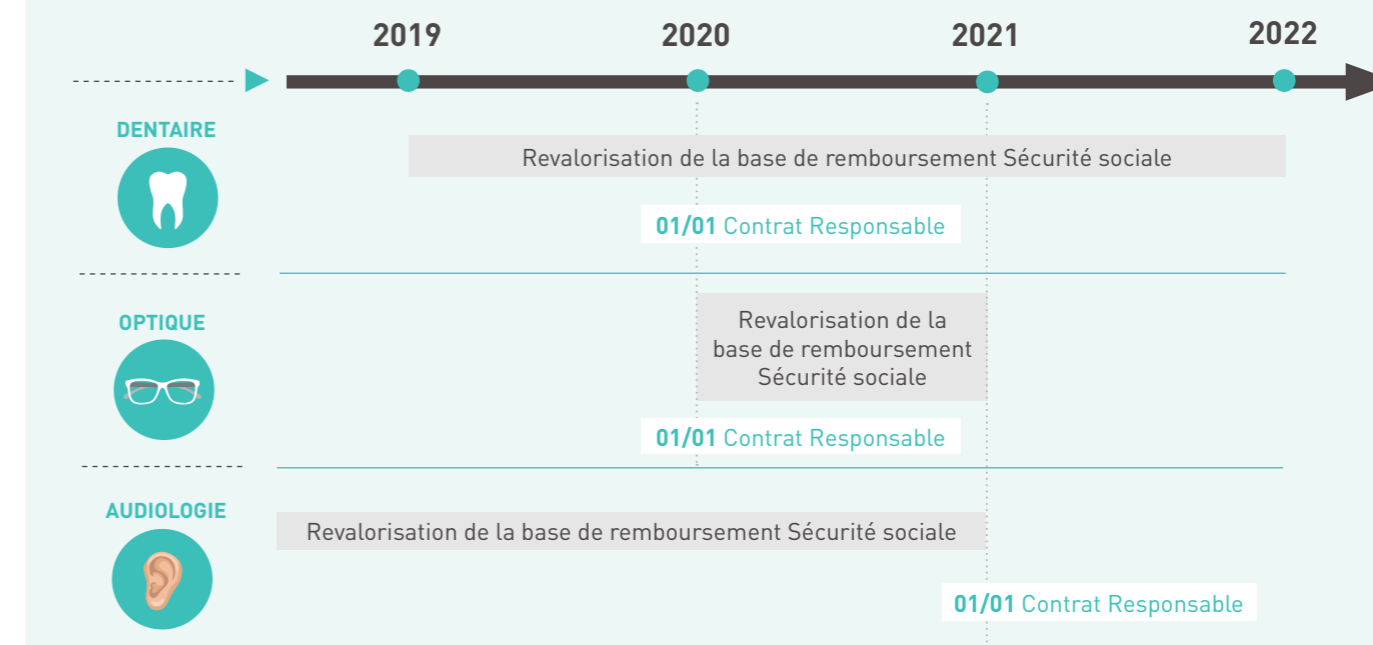 2019 2020 2021 2022
DENTAIRE
Revalorisation de la base de remboursement Sécurité sociale
01/01 Contrat Responsable
OPTIQUE
Revalorisation de la
base de remboursement
Sécurité sociale
01/01 Contrat Responsable
AUDIOLOGIE
Revalorisation de la base de remboursement Sécurité sociale
01/01 Contrat Responsable